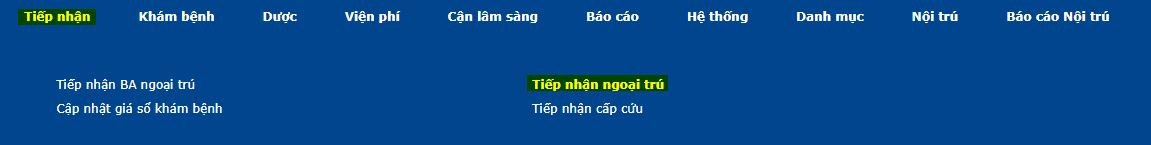 Tiếp nhận Khám bệnh Dược Viện phí Cận lâm sàng Báo cáo Hệ thống Danh mục Nội trú Báo cáo Nội trú
Tiếp nhận BA ngoại trú Tiếp nhận ngoại trú
Cập nhật giá sổ khám bệnh Tiếp nhận cấp cứu